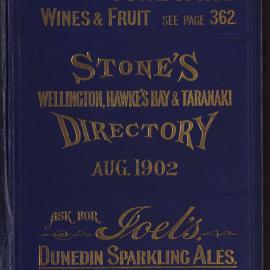 WINES & FRUIT SEE PAGE 362.
STONE'S
WELLINGTON, HAWKE'S BAY & TARANAKI
DIRECTORY
AUG. 1902
ASK FOR Joel's,
DUNEDIN SPARKLING ALES.